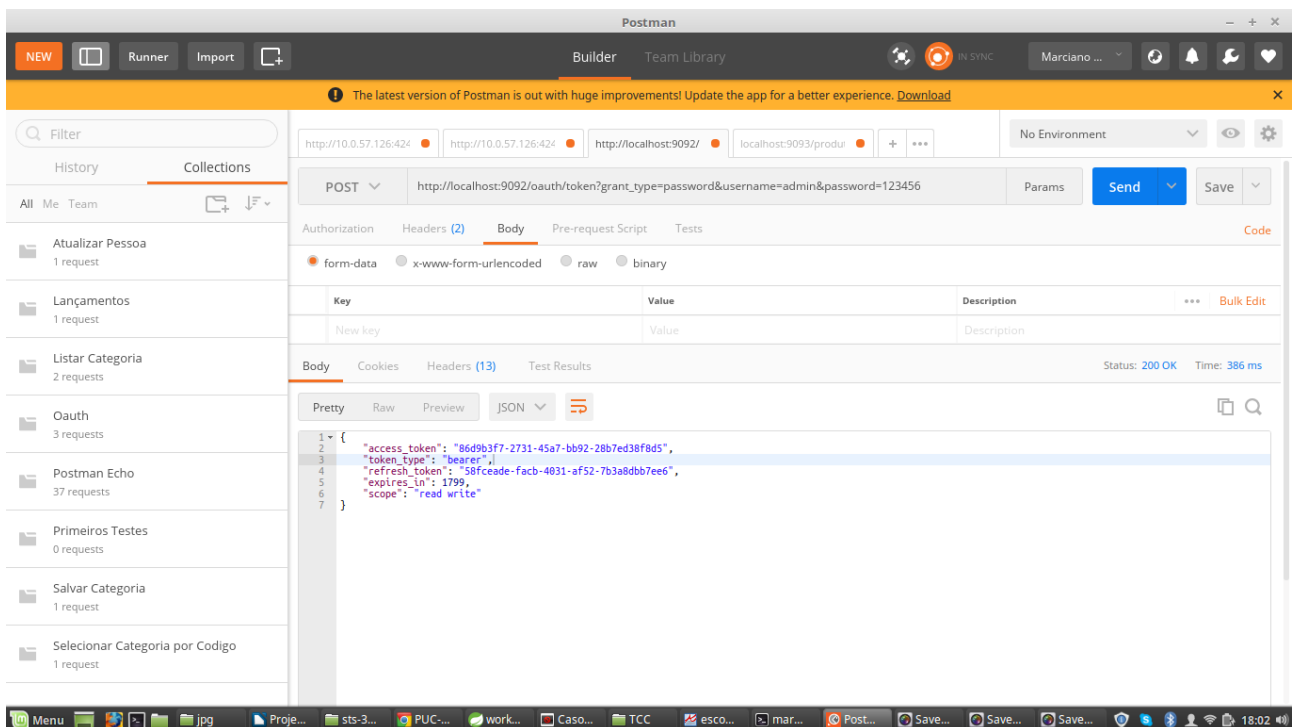 Postman
NEW Runner Import Builder Team Library IN SYNC Marciano ...
The latest version of Postman is out with huge improvements! Update the app for a better experience. Download
Filter
History Collections
All Me Team
Atualizar Pessoa
1 request
Lançamentos
1 request
Listar Categoria
2 requests
Oauth
3 requests
Postman Echo
37 requests
Primeiros Testes
0 requests
Salvar Categoria
1 request
Selecionar Categoria por Codigo
1 request
http://10.0.57.126:424 http://10.0.57.126:424 http://localhost:9092/ localhost:9093/produ No Environment
POST http://localhost:9092/oauth/token?grant_type=password&username=admin&password=123456 Params Send Save
Authorization Headers (2) Body Pre-request Script Tests Code
form-data x-www-form-urlencoded raw binary
Key Value Description Bulk Edit
New key Value Description
Body Cookies Headers (13) Test Results Status: 200 OK Time: 386 ms
Pretty Raw Preview JSON
1 {
2 "access_token": "86d9b3f7-2731-45a7-bb92-28b7ed38f8d5",
3 "token_type": "bearer",
4 "refresh_token": "58fceade-facb-4031-af52-7b3a8dbb7ee6",
5 "expires_in": 1799,
6 "scope": "read write"
7 }
Menu jpg Proje... sts-3... PUC-... work... Caso... TCC esco... mar... Post... Save... Save... Save... 18:02